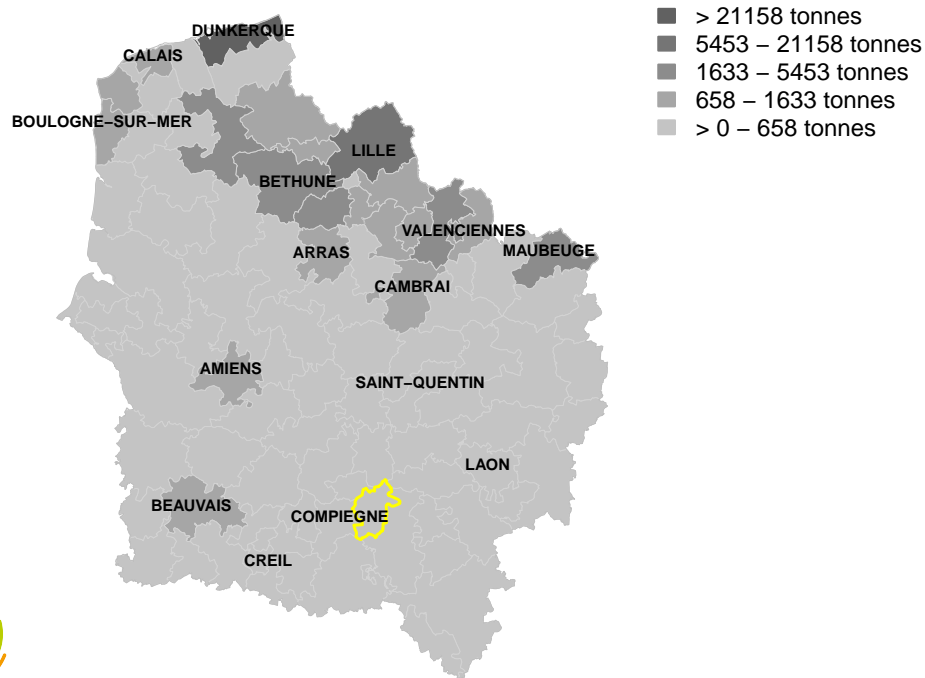 > 21158 tonnes
5453 – 21158 tonnes
1633 – 5453 tonnes
658 – 1633 tonnes
> 0 – 658 tonnes
DUNKERQUE
CALAIS
BOULOGNE−SUR−MER
LILLE
BETHUNE
VALENCIENNES
ARRAS
MAUBEUGE
CAMBRAI
AMIENS
SAINT−QUENTIN
LAON
BEAUVAIS
COMPIEGNE
CREIL